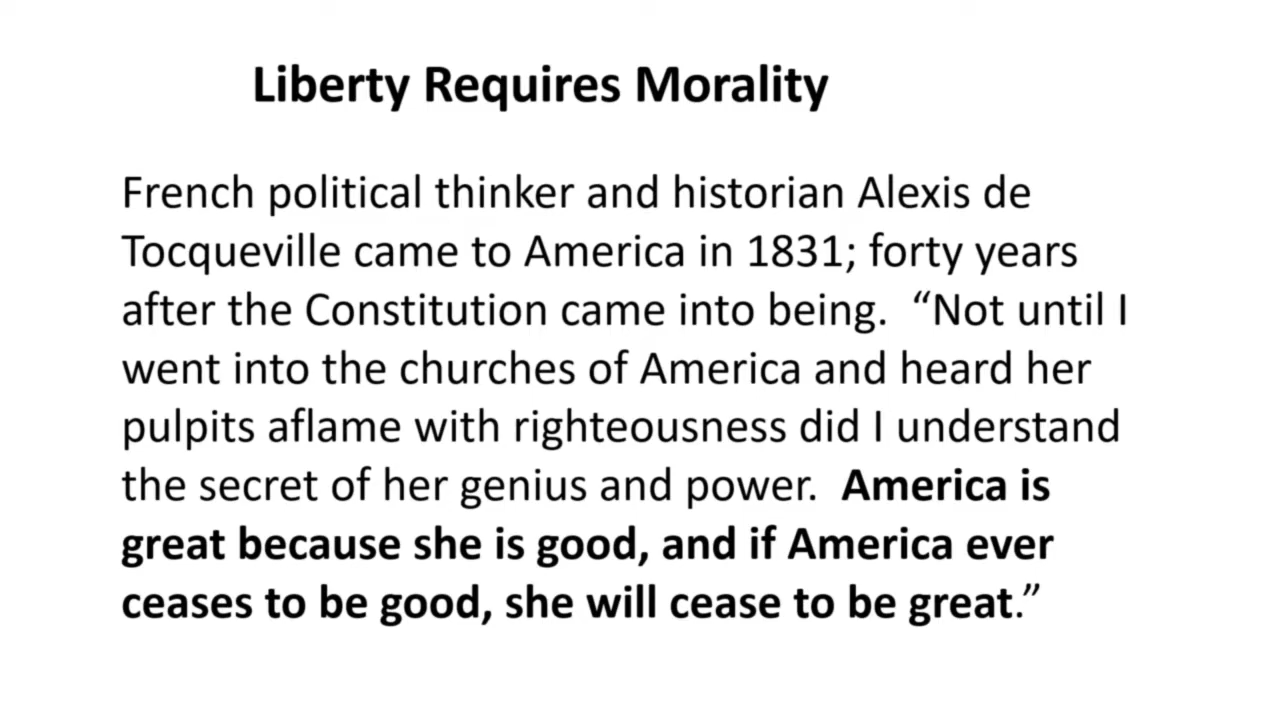 Liberty Requires Morality
French political thinker and historian Alexis de
Tocqueville came to America in 1831; forty years
after the Constitution came into being.  “Not until I
went into the churches of America and heard her
pulpits aflame with righteousness did I understand
the secret of her genius and power.  America is
great because she is good, and if America ever
ceases to be good, she will cease to be great.”